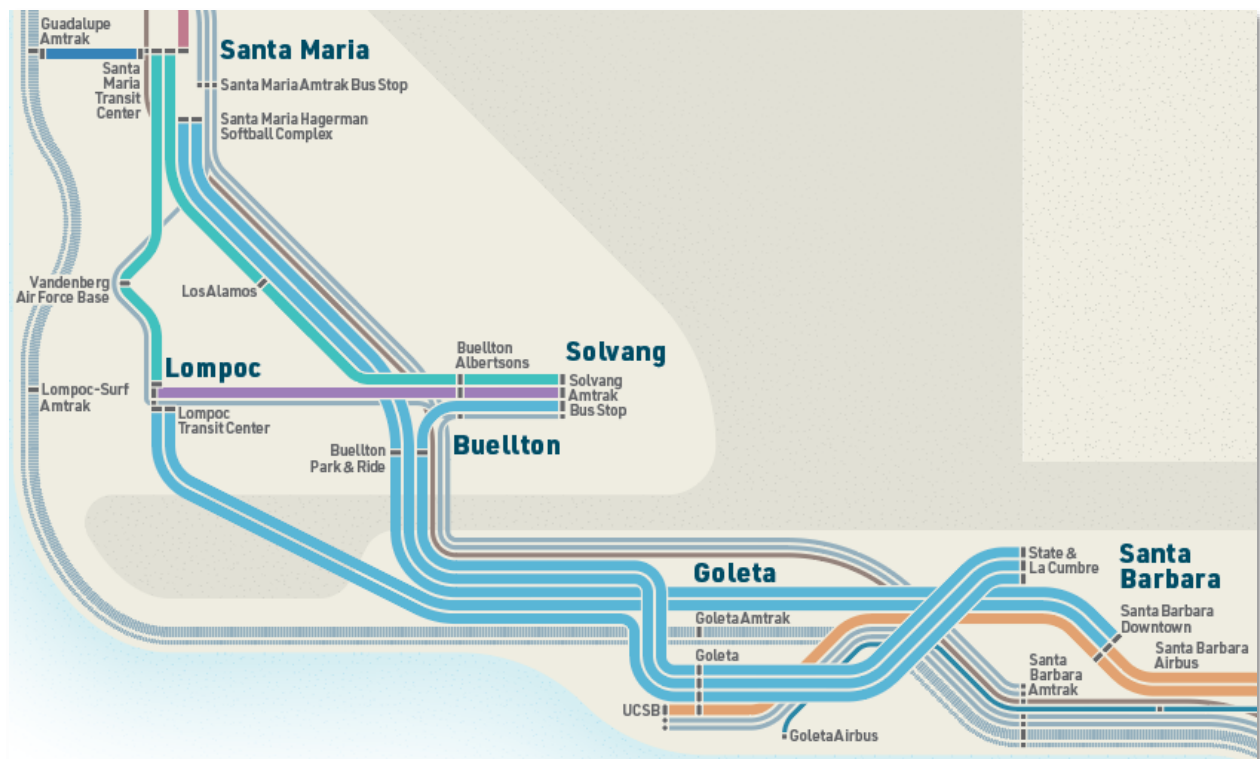 Guadalupe
Amtrak
Santa Maria
Santa
Maria
Transit
Center
Santa Maria Amtrak Bus Stop
Santa Maria Hagerman
Softball Complex
Vandenberg
Air Force Base
Los Alamos
Lompoc
Buellton
Albertsons
Solvang
Solvang
Amtrak
Bus Stop
Lompoc-Surf
Amtrak
Lompoc
Transit Center
Buellton
Park & Ride
Buellton
State &
La Cumbre
Santa
Barbara
Goleta
Goleta Amtrak
Santa Barbara
Downtown
Goleta
Santa Barbara
Airbus
Santa
Barbara
Amtrak
UCSB
Goleta Airbus